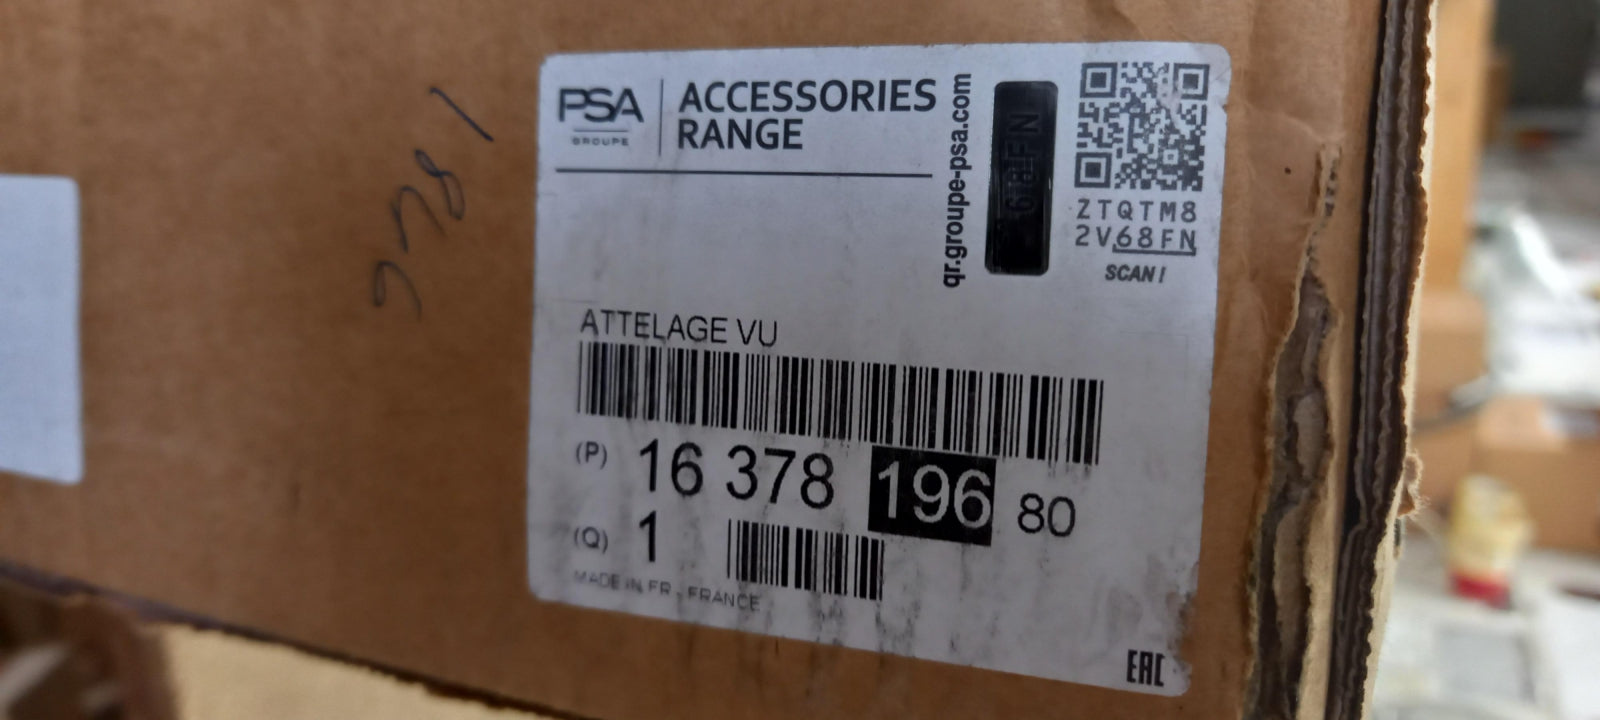 PSA
GROUPE
ACCESSORIES
RANGE
qr.groupe-psa.com
68FN
ZTQTM8
2V68FN
SCAN!
ATTELAGE VU
(P) 16 378 196 80
(Q) 1
MADE IN FR - FRANCE
EAC